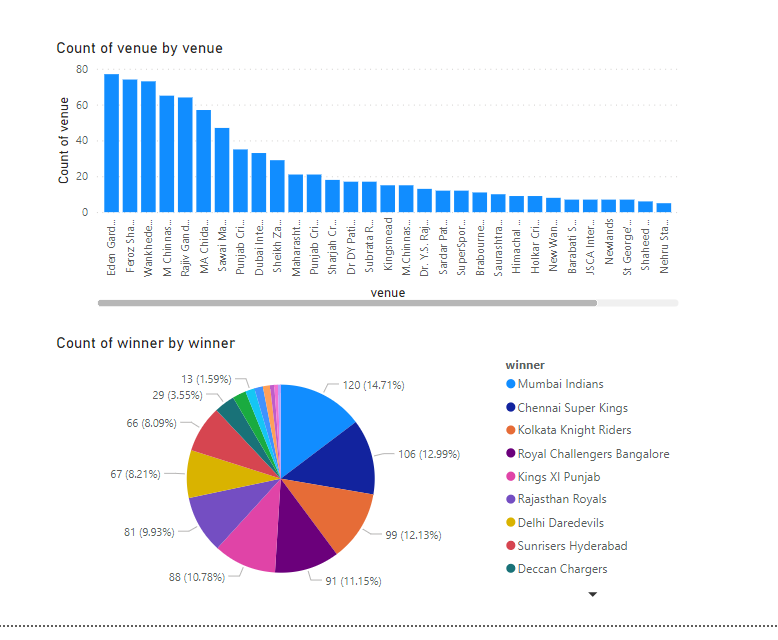 Count of venue by venue
Count of venue
80
60
40
20
0
Eden Gard...
Feroz Sha...
Wankhede...
M Chinnas...
Rajiv Gand...
MA Chida...
Sawai Ma...
Punjab Cri...
Dubai Inte...
Sheikh Za...
Maharasht...
Punjab Cri...
Sharjah Cr...
Dr DY Pati...
Subrata R...
Kingsmead
M.Chinnas...
Dr. Y.S. Raj...
Sardar Pat...
SuperSpor...
Brabourne...
Saurashtra...
Himachal ...
Holkar Cri...
New Wan...
Barabati S...
JSCA Inter...
Newlands
St George'...
Shaheed ...
Nehru Sta...
venue
Count of winner by winner
120 (14.71%)
106 (12.99%)
99 (12.13%)
91 (11.15%)
88 (10.78%)
81 (9.93%)
67 (8.21%)
66 (8.09%)
29 (3.55%)
13 (1.59%)
winner
Mumbai Indians
Chennai Super Kings
Kolkata Knight Riders
Royal Challengers Bangalore
Kings XI Punjab
Rajasthan Royals
Delhi Daredevils
Sunrisers Hyderabad
Deccan Chargers